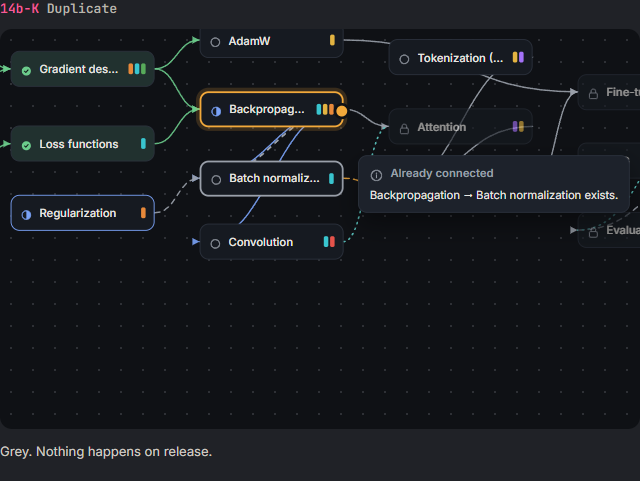 14b-K Duplicate
AdamW
Gradient des...
Tokenization (...
Fine-tu
Backpropag...
Attention
Loss functions
Already connected
Batch normaliz...
Backpropagation → Batch normalization exists.
Regularization
Convolution
Evalua
Grey. Nothing happens on release.